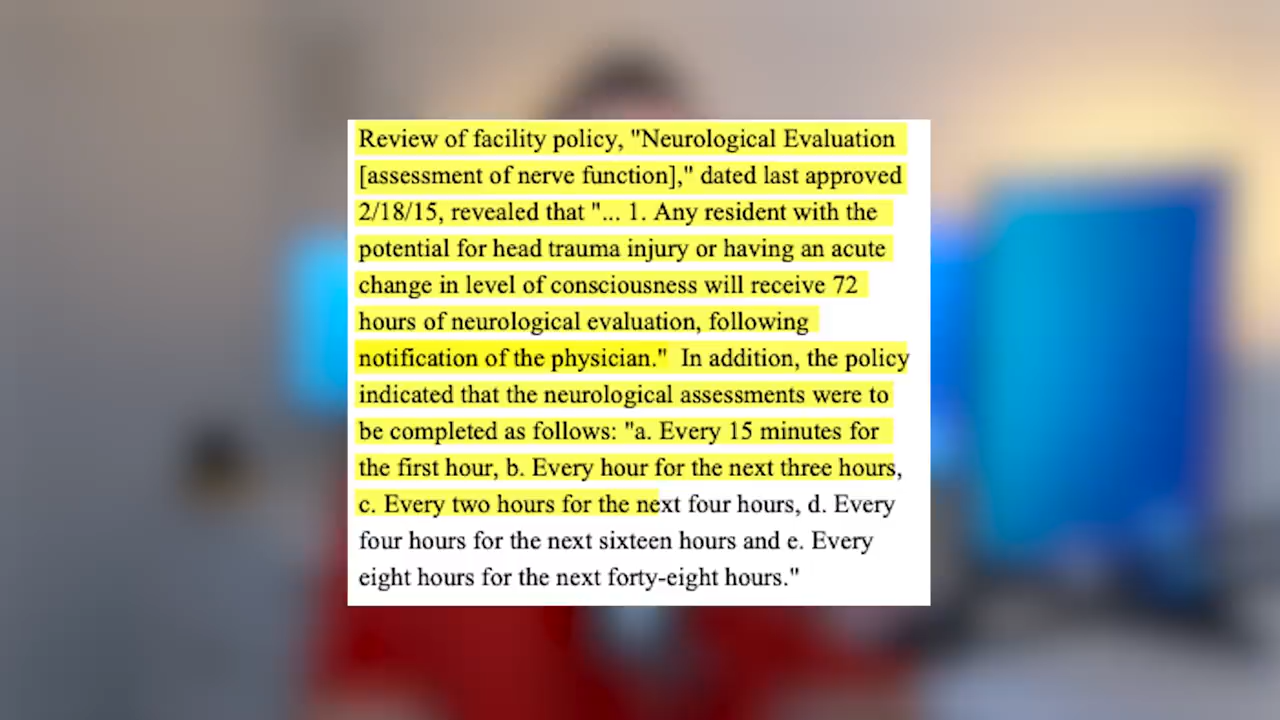 Review of facility policy, "Neurological Evaluation
[assessment of nerve function]," dated last approved
2/18/15, revealed that "... 1. Any resident with the
potential for head trauma injury or having an acute
change in level of consciousness will receive 72
hours of neurological evaluation, following
notification of the physician."  In addition, the policy
indicated that the neurological assessments were to
be completed as follows: "a. Every 15 minutes for
the first hour, b. Every hour for the next three hours,
c. Every two hours for the next four hours, d. Every
four hours for the next sixteen hours and e. Every
eight hours for the next forty-eight hours."